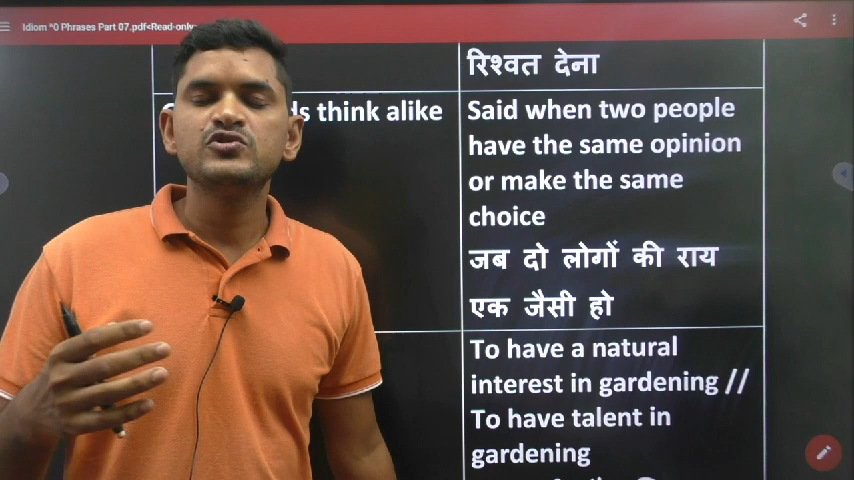 Idiom *0 Phrases Part 07.pdf<Read-only>
रिश्वत देना
think alike
Said when two people
have the same opinion
or make the same
choice
जब दो लोगों की राय
एक जैसी हो
To have a natural
interest in gardening //
To have talent in
gardening